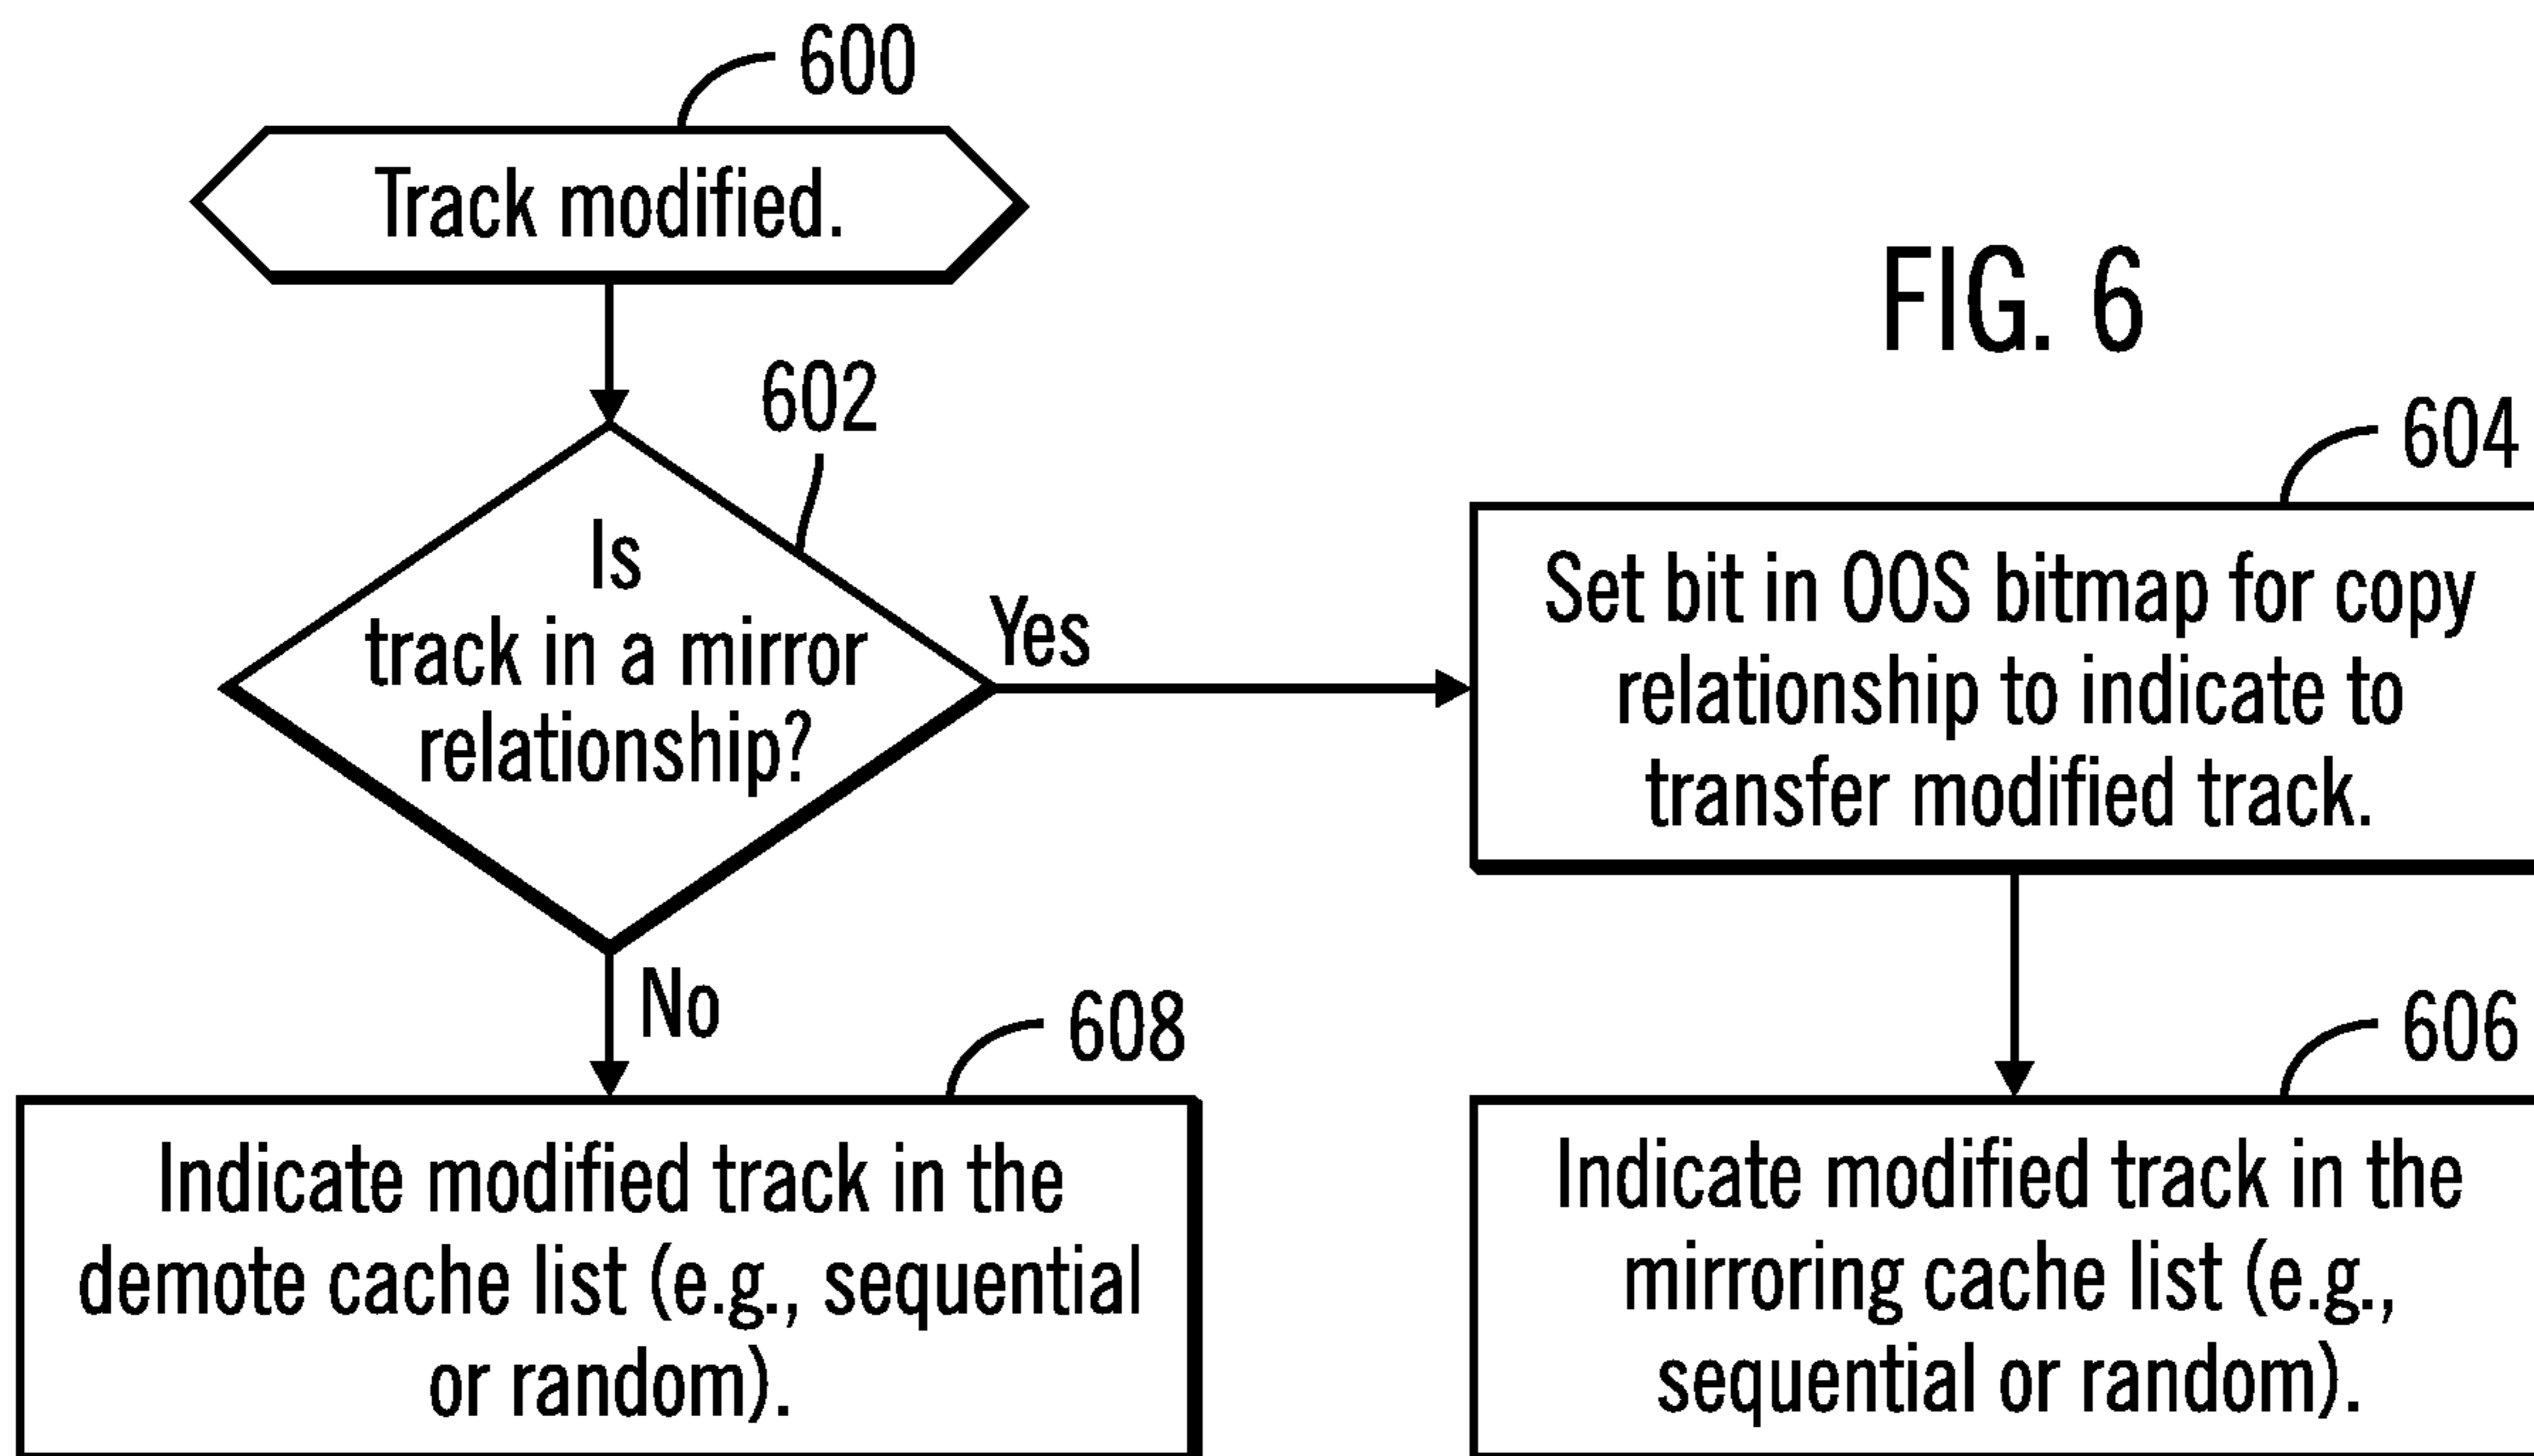 600
Track modified.
FIG. 6
602
Is
track in a mirror
relationship?
Yes
No
604
Set bit in OOS bitmap for copy
relationship to indicate to
transfer modified track.
608
Indicate modified track in the
demote cache list (e.g., sequential
or random).
606
Indicate modified track in the
mirroring cache list (e.g.,
sequential or random).